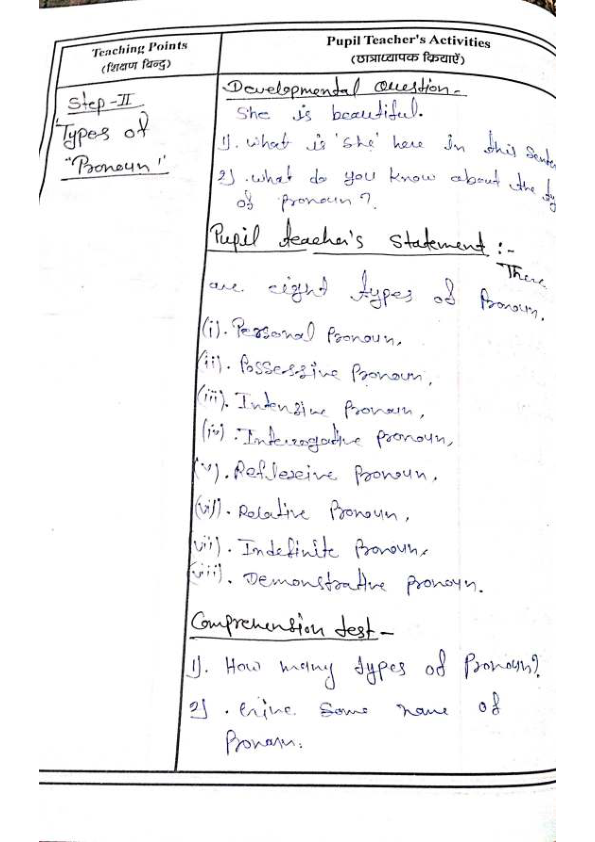 Teaching Points
(शिक्षण बिन्दु)
Pupil Teacher's Activities
(छात्राध्यापक क्रियाएँ)
Step-II
Types of
"Pronoun"
Developmental Question-
She is beautiful.
1). What is 'She' here in this Senten
2). What do you know about the ty
of pronoun?
Pupil teacher's Statement :-
There
are eight types of Pronoun.
(i). Personal Pronoun,
(ii). Possessive Pronoun,
(iii). Intensive Pronoun,
(iv). Interrogative pronoun,
(v). Reflexive Pronoun,
(vi). Relative Pronoun,
(vii). Indefinite Pronoun,
(viii). Demonstrative pronoun.
Comprehension test-
1). How many types of Pronoun?
2). Give some name of
Pronoun.